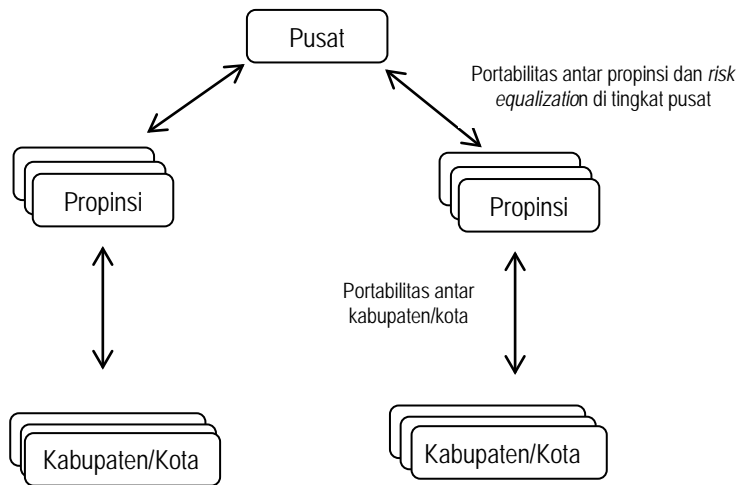 Pusat
Portabilitas antar propinsi dan risk
equalization di tingkat pusat
Propinsi
Propinsi
Portabilitas antar
kabupaten/kota
Kabupaten/Kota
Kabupaten/Kota